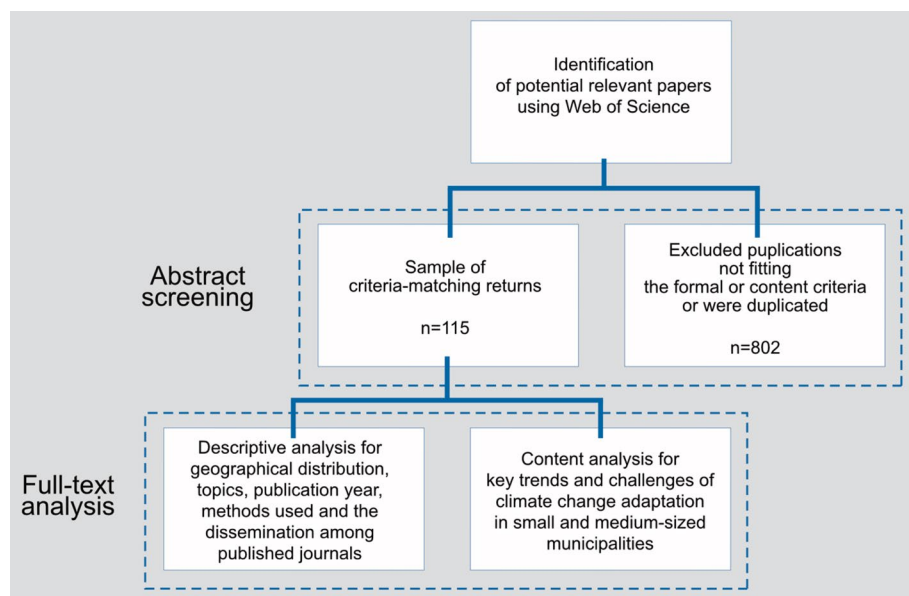 Identification
of potential relevant papers
using Web of Science
Abstract
screening
Sample of
criteria-matching returns
n=115
Excluded puplications
not fitting
the formal or content criteria
or were duplicated
n=802
Full-text
analysis
Descriptive analysis for
geographical distribution,
topics, publication year,
methods used and the
dissemination among
published journals
Content analysis for
key trends and challenges of
climate change adaptation
in small and medium-sized
municipalities